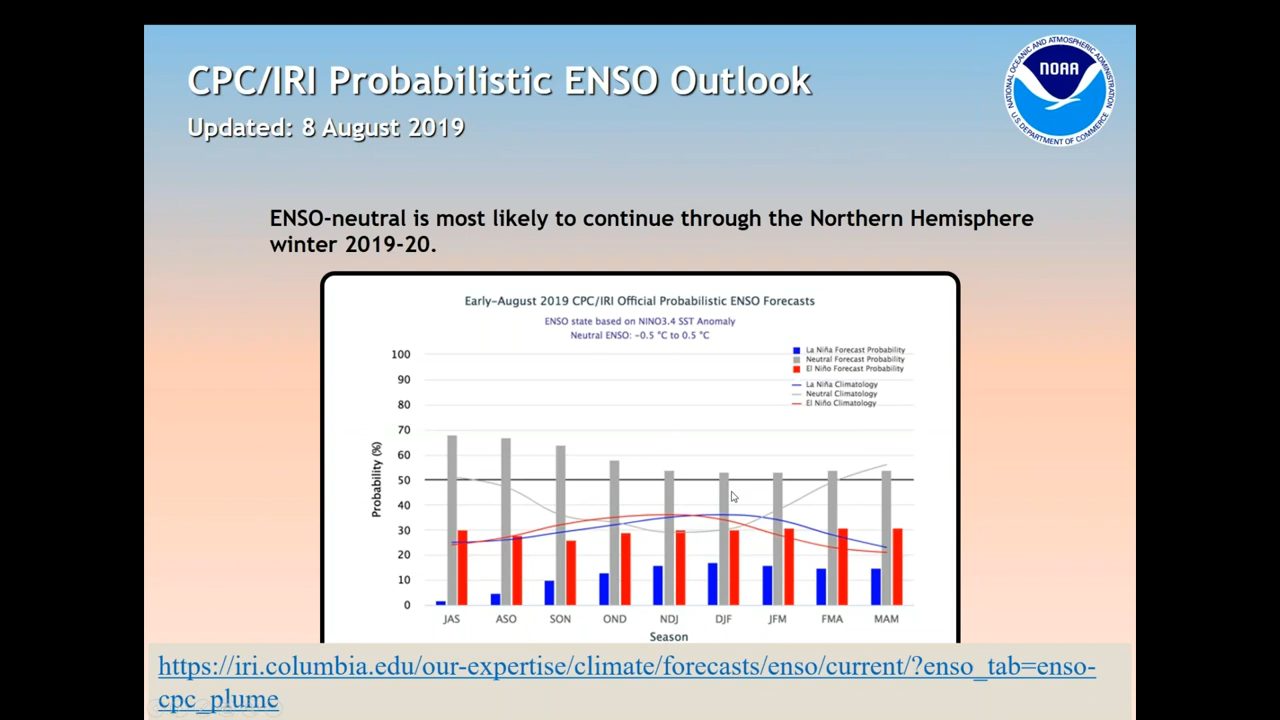 CPC/IRI Probabilistic ENSO Outlook
Updated: 8 August 2019
NATIONAL OCEANIC AND ATMOSPHERIC ADMINISTRATION
NOAA
U.S. DEPARTMENT OF COMMERCE
ENSO-neutral is most likely to continue through the Northern Hemisphere
winter 2019-20.
Early-August 2019 CPC/IRI Official Probabilistic ENSO Forecasts
ENSO state based on NINO3.4 SST Anomaly
Neutral ENSO: -0.5 °C to 0.5 °C
La Niña Forecast Probability
Neutral Forecast Probability
El Niño Forecast Probability
La Niña Climatology
Neutral Climatology
El Niño Climatology
Probability (%)
100
90
80
70
60
50
40
30
20
10
0
JAS ASO SON OND NDJ DJF JFM FMA MAM
Season
https://iri.columbia.edu/our-expertise/climate/forecasts/enso/current/?enso_tab=enso-
cpc_plume